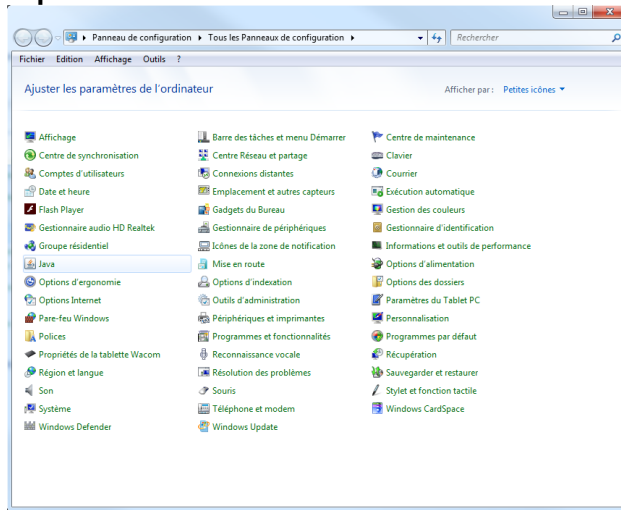 Panneau de configuration Tous les Panneaux de configuration Rechercher
Fichier Edition Affichage Outils ?
Ajuster les paramètres de l'ordinateur Afficher par : Petites icônes
Affichage Barre des tâches et menu Démarrer Centre de maintenance
Centre de synchronisation Centre Réseau et partage Clavier
Comptes d'utilisateurs Connexions distantes Courrier
Date et heure Emplacement et autres capteurs Exécution automatique
Flash Player Gadgets du Bureau Gestion des couleurs
Gestionnaire audio HD Realtek Gestionnaire de périphériques Gestionnaire d'identification
Groupe résidentiel Icônes de la zone de notification Informations et outils de performance
Java Mise en route Options d'alimentation
Options d'ergonomie Options d'indexation Options des dossiers
Options Internet Outils d'administration Paramètres du Tablet PC
Pare-feu Windows Périphériques et imprimantes Personnalisation
Polices Programmes et fonctionnalités Programmes par défaut
Propriétés de la tablette Wacom Reconnaissance vocale Récupération
Région et langue Résolution des problèmes Sauvegarder et restaurer
Son Souris Stylet et fonction tactile
Système Téléphone et modem Windows CardSpace
Windows Defender Windows Update